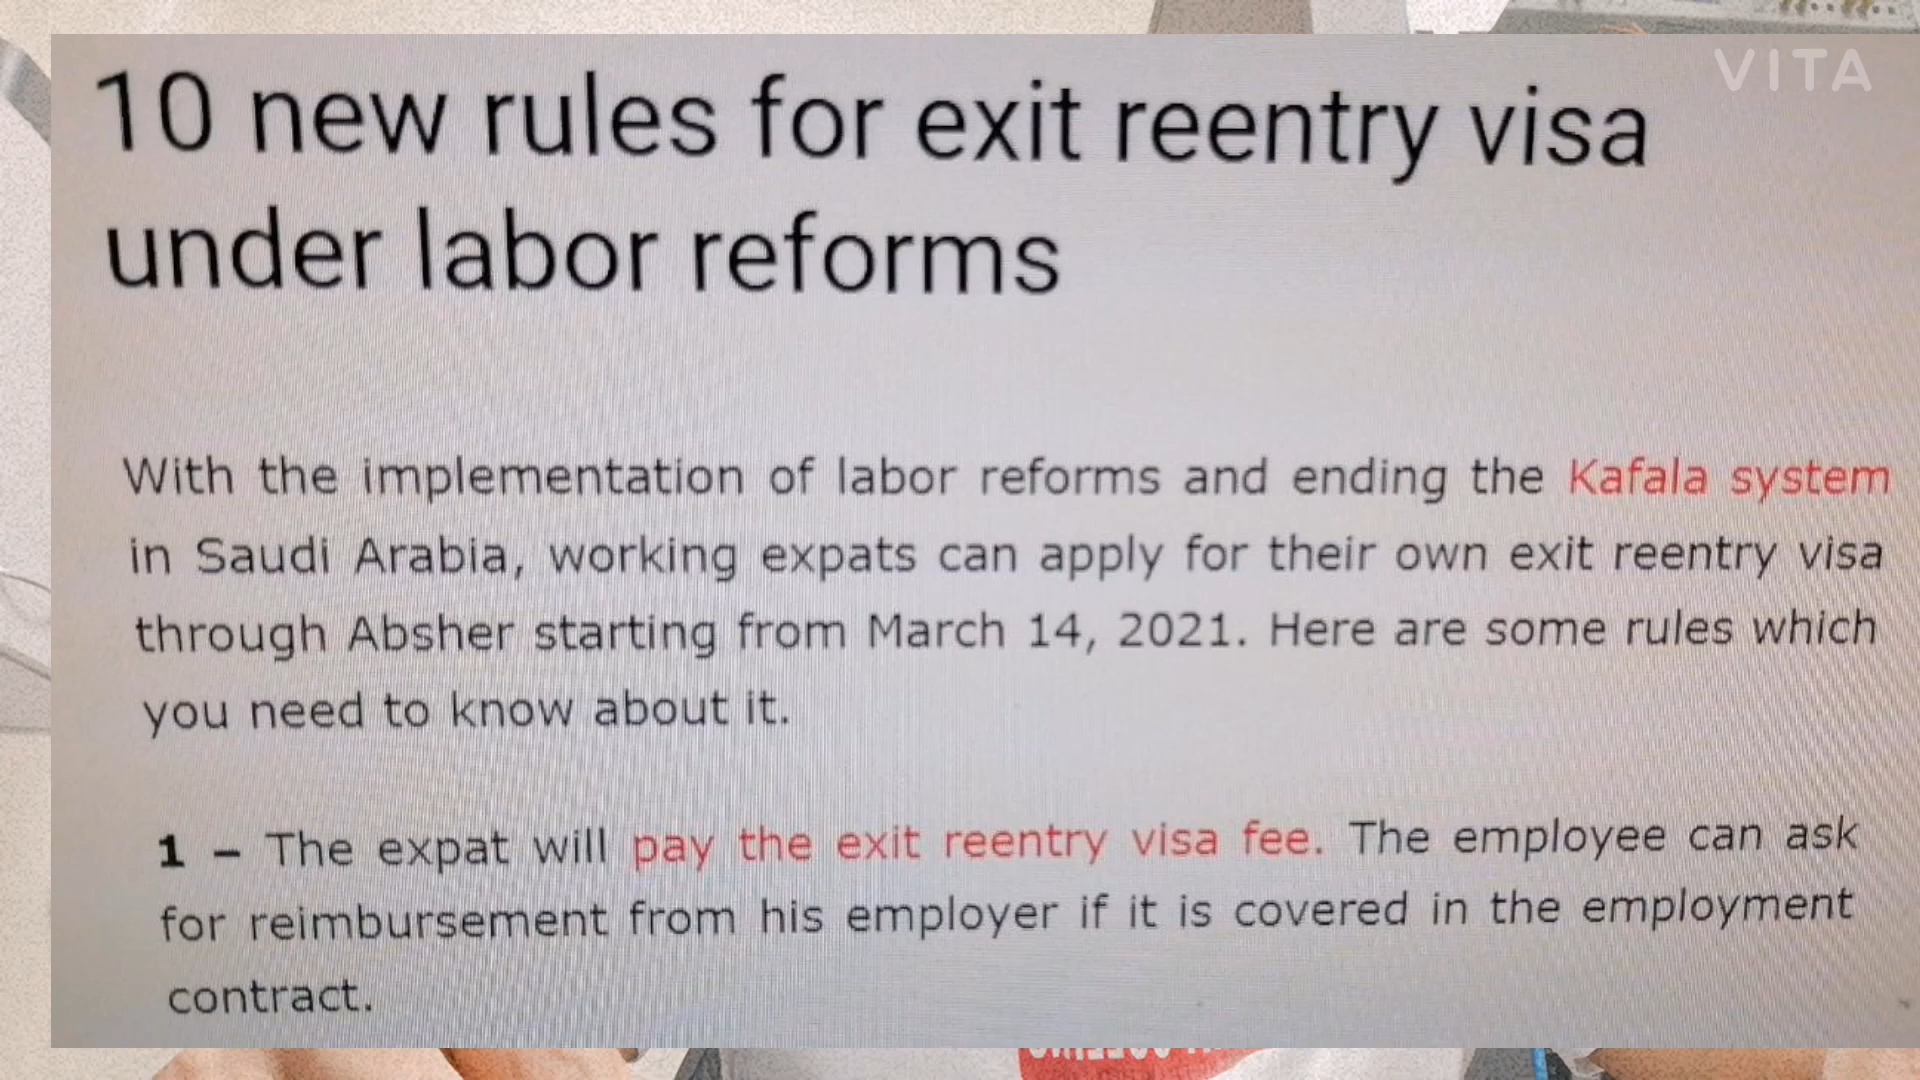 VITA
10 new rules for exit reentry visa
under labor reforms
With the implementation of labor reforms and ending the Kafala system
in Saudi Arabia, working expats can apply for their own exit reentry visa
through Absher starting from March 14, 2021. Here are some rules which
you need to know about it.
1 – The expat will pay the exit reentry visa fee. The employee can ask
for reimbursement from his employer if it is covered in the employment
contract.